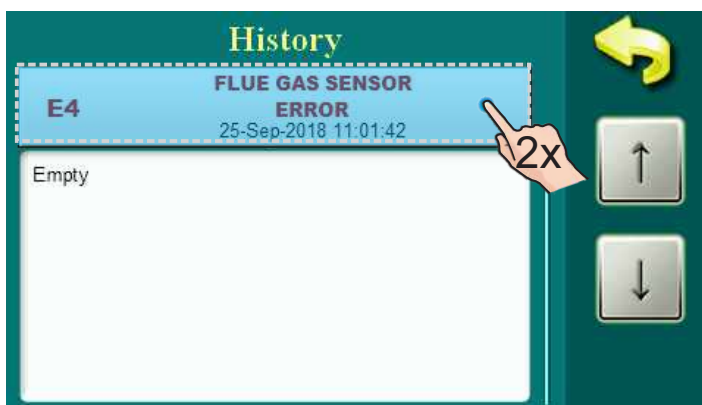 History
E4
FLUE GAS SENSOR
ERROR
25-Sep-2018 11:01:42
2x
Empty